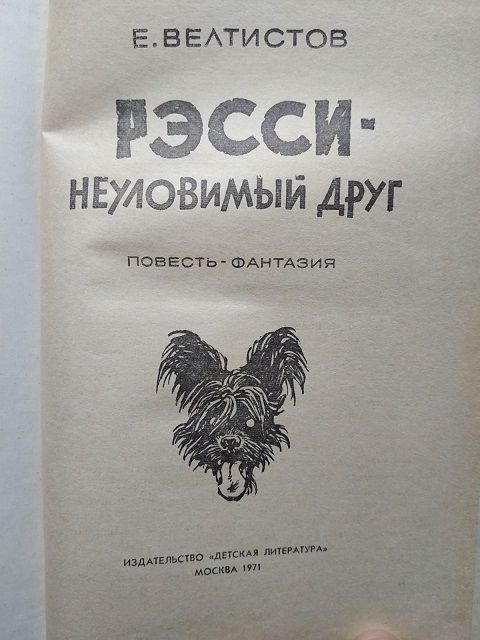 Е. ВЕЛТИСТОВ
РЭССИ-
НЕУЛОВИМЫЙ ДРУГ
ПОВЕСТЬ-ФАНТАЗИЯ
ИЗДАТЕЛЬСТВО «ДЕТСКАЯ ЛИТЕРАТУРА»
МОСКВА 1971